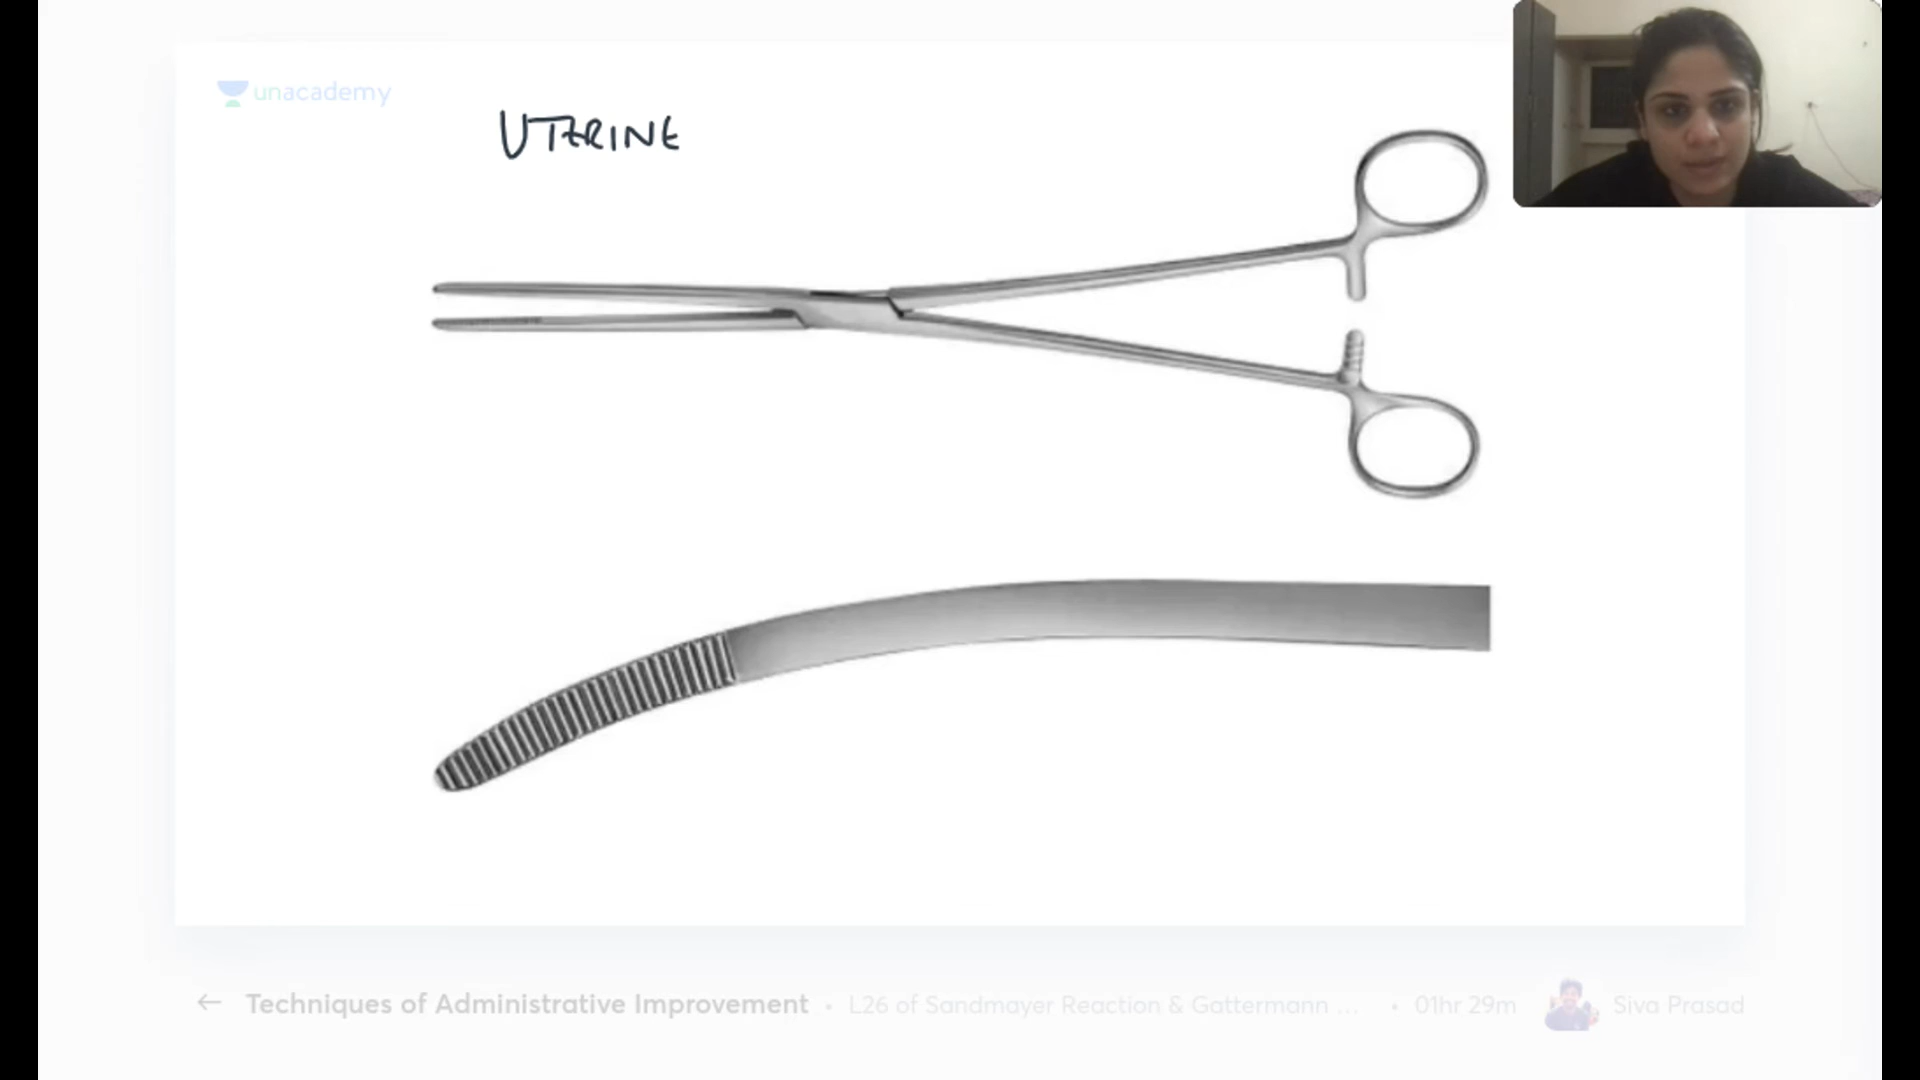 unacademy
UTERINE
Techniques of Administrative Improvement • L26 of Sandmayer Reaction & Gattermann ... • 01hr 29m Siva Prasad